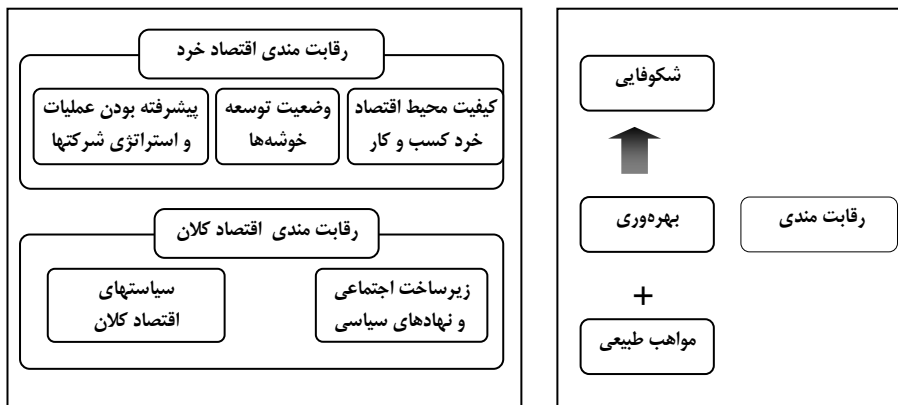 شکوفایی
بهره‌وری
رقابت مندی
+
مواهب طبیعی
رقابت مندی اقتصاد خرد
کیفیت محیط اقتصاد
خرد کسب و کار
وضعیت توسعه
خوشه‌ها
پیشرفته بودن عملیات
و استراتژی شرکتها
رقابت مندی اقتصاد کلان
زیرساخت اجتماعی
و نهادهای سیاسی
سیاستهای
اقتصاد کلان